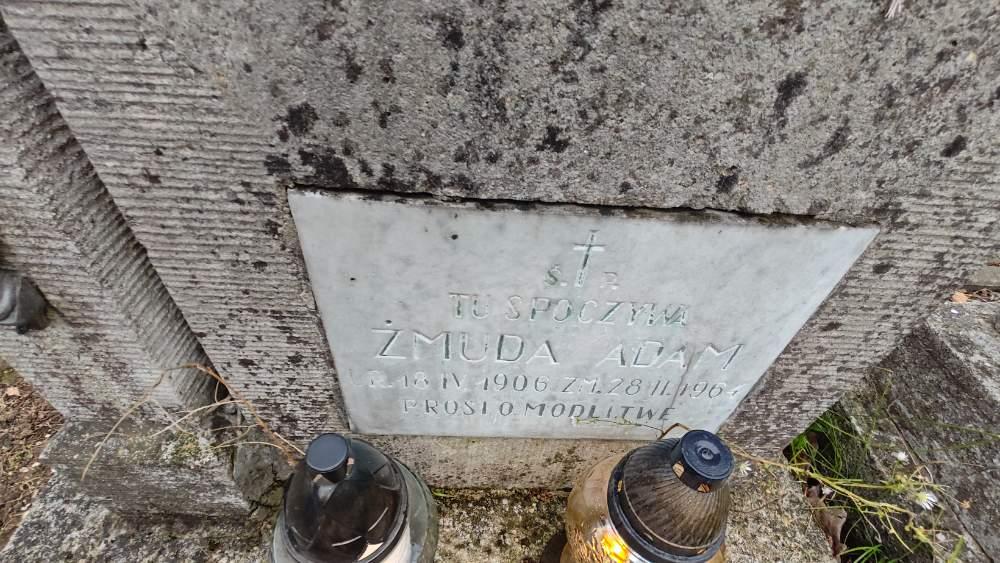 Ś. P.
TU SPOCZYWA
ŻMUDA ADAM
UR. 18 IV. 1906. ZM. 28 II. 1964
PROSI O MODLITWĘ